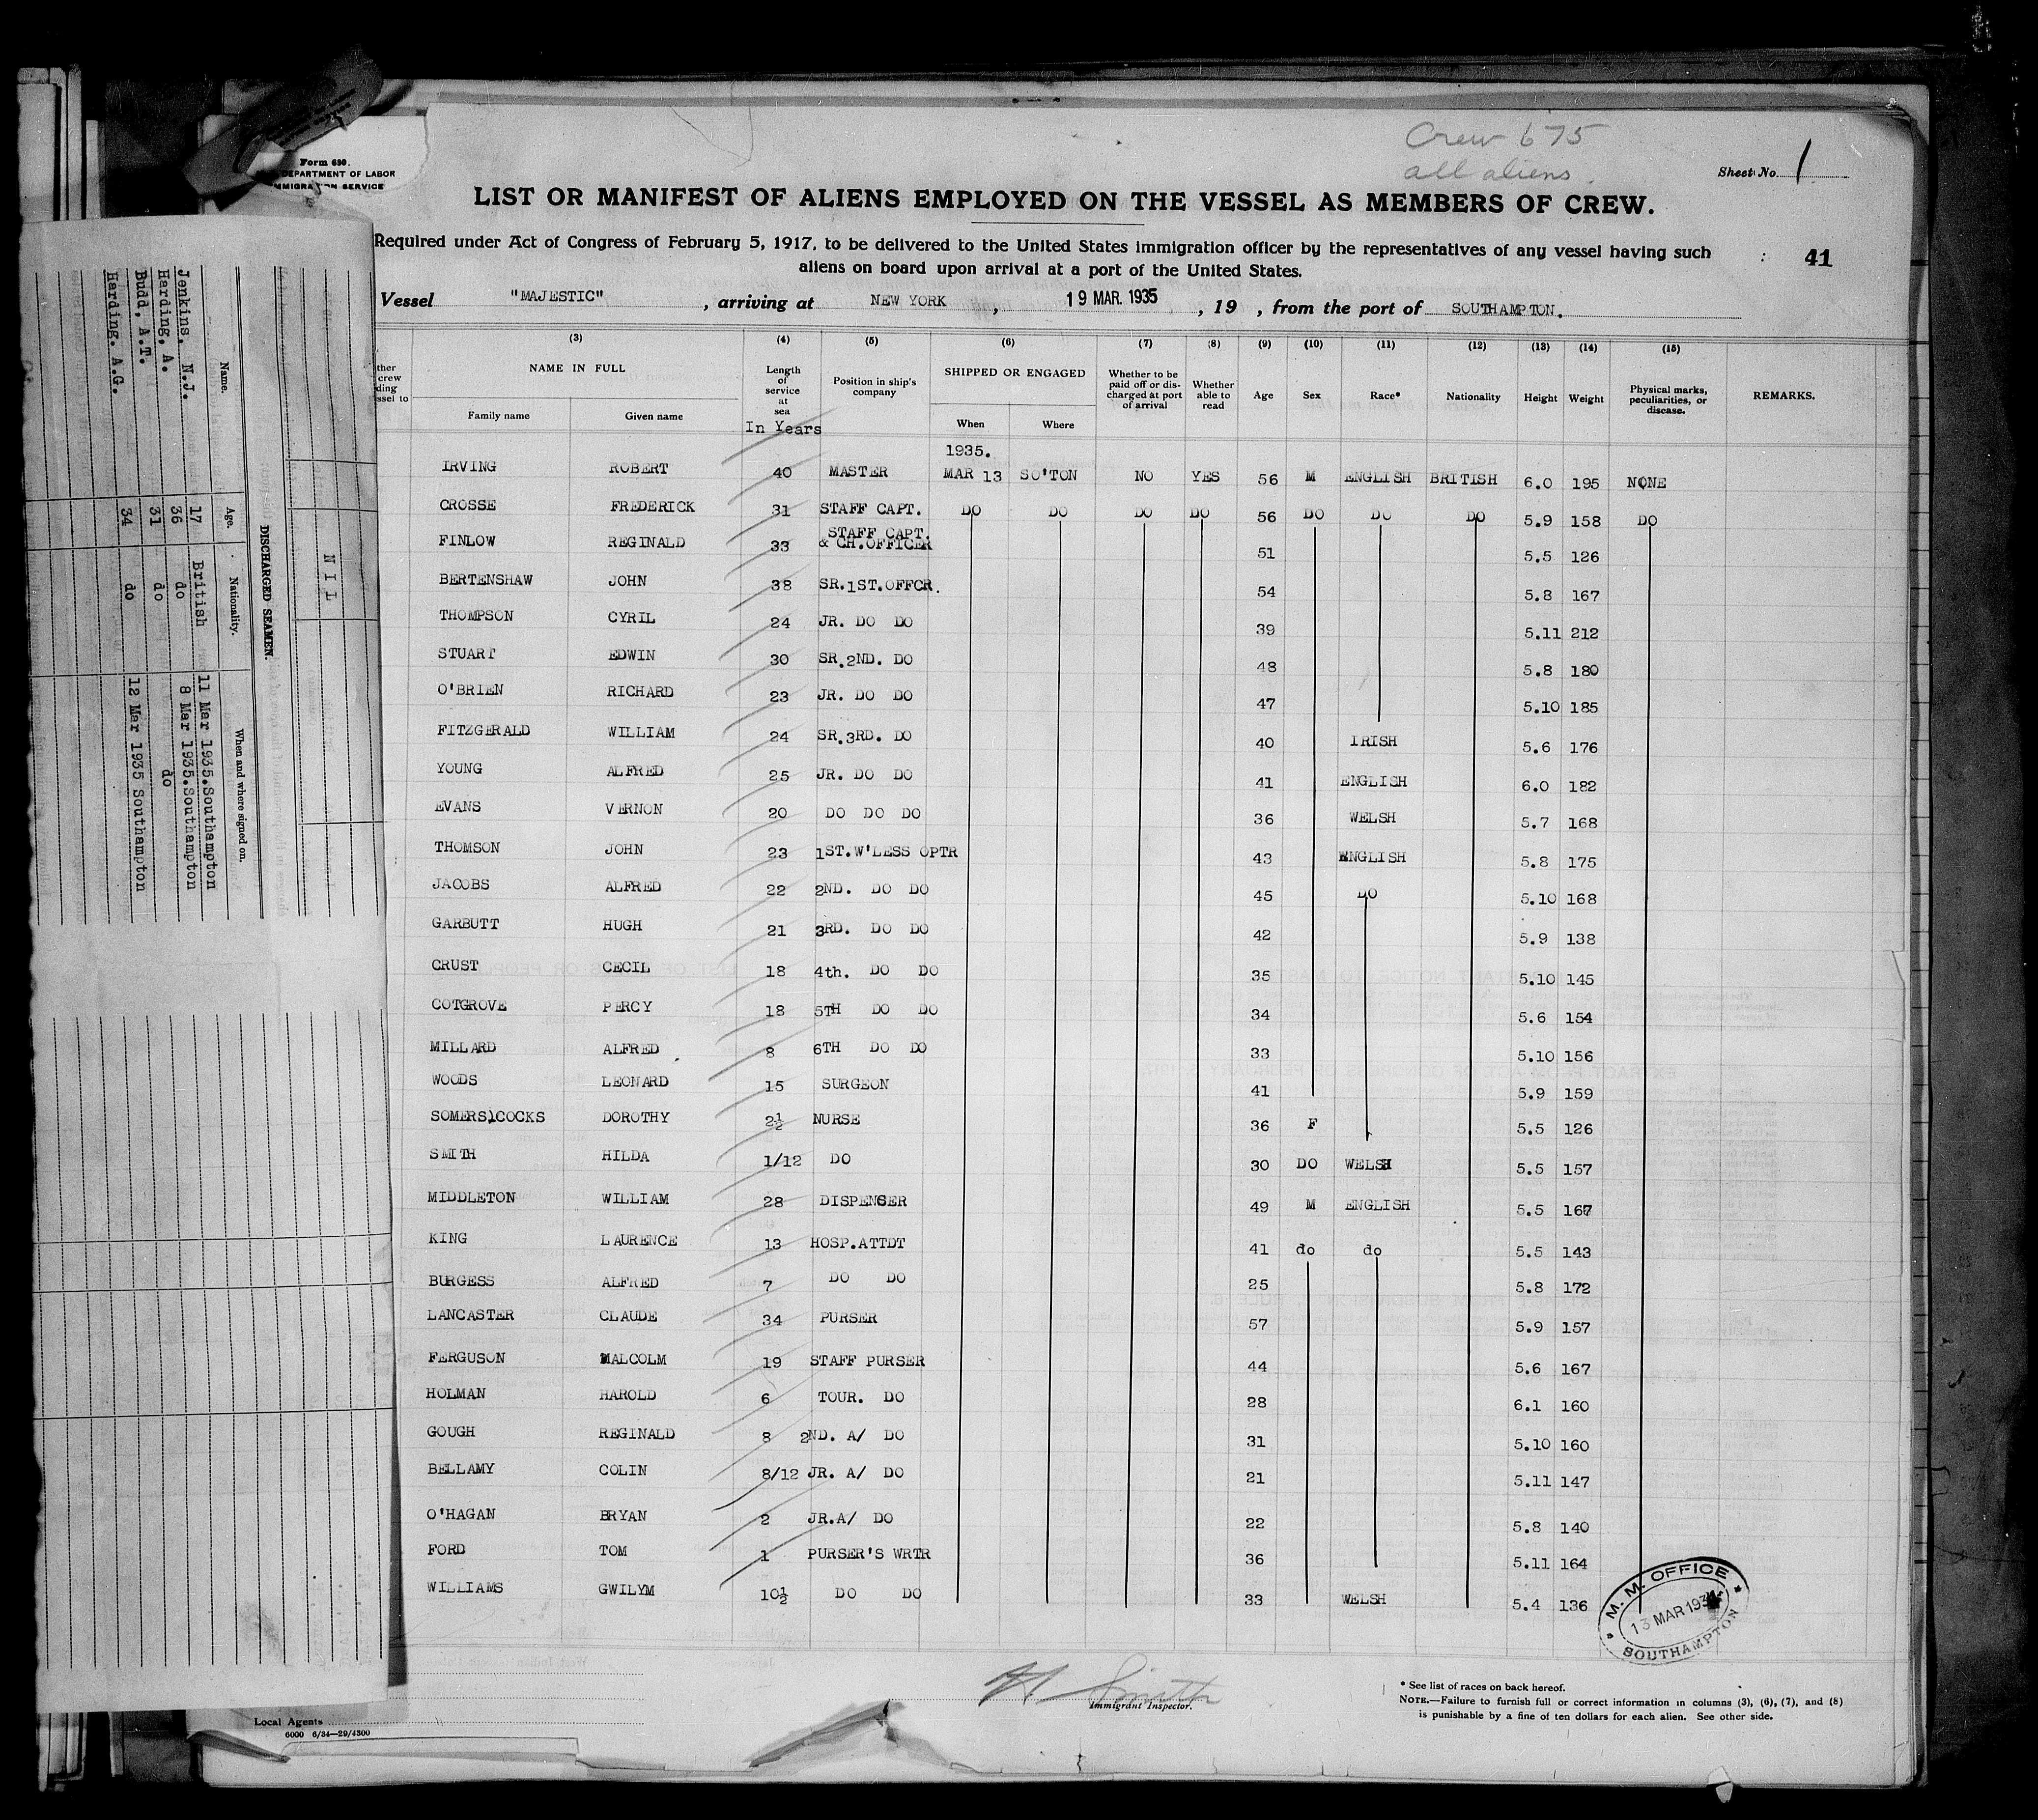 Crew 675
all aliens
Form 680.
DEPARTMENT OF LABOR
IMMIGRATION SERVICE
Sheet No. 1
LIST OR MANIFEST OF ALIENS EMPLOYED ON THE VESSEL AS MEMBERS OF CREW.
Required under Act of Congress of February 5, 1917, to be delivered to the United States immigration officer by the representatives of any vessel having such
aliens on board upon arrival at a port of the United States.
41
Vessel "MAJESTIC", arriving at NEW YORK, 19 MAR. 1935, 19 , from the port of SOUTHAMPTON.
(3) (4) (5) (6) (7) (8) (9) (10) (11) (12) (13) (14) (15)
NAME IN FULL Length of service at sea Position in ship's company SHIPPED OR ENGAGED Whether to be paid off or discharged at port of arrival Whether able to read Age Sex Race* Nationality Height Weight Physical marks, peculiarities, or disease. REMARKS.
Family name Given name In Years When Where
1935.
IRVING ROBERT 40 MASTER MAR 13 SO'TON NO YES 56 M ENGLISH BRITISH 6.0 195 NONE
CROSSE FREDERICK 31 STAFF CAPT. DO DO DO DO 56 DO DO DO 5.9 158 DO
FINLOW REGINALD 33 STAFF CAPT. & CH.OFFICER 51 5.5 126
BERTENSHAW JOHN 38 SR.1ST.OFFCR. 54 5.8 167
THOMPSON CYRIL 24 JR. DO DO 39 5.11 212
STUART EDWIN 30 SR.2ND. DO 48 5.8 180
O'BRIEN RICHARD 23 JR. DO DO 47 5.10 185
FITZGERALD WILLIAM 24 SR.3RD. DO 40 IRISH 5.6 176
YOUNG ALFRED 25 JR. DO DO 41 ENGLISH 6.0 182
EVANS VERNON 20 DO DO DO 36 WELSH 5.7 168
THOMSON JOHN 23 1ST.W'LESS OPTR 43 ENGLISH 5.8 175
JACOBS ALFRED 22 2ND. DO DO 45 DO 5.10 168
GARBUTT HUGH 21 3RD. DO DO 42 5.9 138
CRUST CECIL 18 4th. DO DO 35 5.10 145
COTGROVE PERCY 18 5TH DO DO 34 5.6 154
MILLARD ALFRED 8 6TH DO DO 33 5.10 156
WOODS LEONARD 15 SURGEON 41 5.9 159
SOMERS)COCKS DOROTHY 2½ NURSE 36 F 5.5 126
SMITH HILDA 1/12 DO 30 DO WELSH 5.5 157
MIDDLETON WILLIAM 28 DISPENSER 49 M ENGLISH 5.5 167
KING LAURENCE 13 HOSP.ATTDT 41 do do 5.5 143
BURGESS ALFRED 7 DO DO 25 5.8 172
LANCASTER CLAUDE 34 PURSER 57 5.9 157
FERGUSON MALCOLM 19 STAFF PURSER 44 5.6 167
HOLMAN HAROLD 6 TOUR. DO 28 6.1 160
GOUGH REGINALD 8 2ND. A/ DO 31 5.10 160
BELLAMY COLIN 8/12 JR. A/ DO 21 5.11 147
O'HAGAN BRYAN 2 JR.A/ DO 22 5.8 140
FORD TOM 1 PURSER'S WRTR 36 5.11 164
WILLIAMS GWILYM 10½ DO DO 33 WELSH 5.4 136
M. M. OFFICE
13 MAR 193
SOUTHAMPTON
H Smith
Immigrant Inspector.
* See list of races on back hereof.
NOTE.—Failure to furnish full or correct information in columns (3), (6), (7), and (8)
is punishable by a fine of ten dollars for each alien. See other side.
Local Agents
6000 6/34—29/4300
NIL
DISCHARGED SEAMEN.
Name. Age. Nationality. When and where signed on.
Jenkins. N.J. 17 British 11 Mar 1935.Southampton
Harding, A. 36 do 8 Mar 1935.Southampton
Budd, A.T. 31 do do
Harding. A.G. 34 do 12 Mar 1935 Southampton